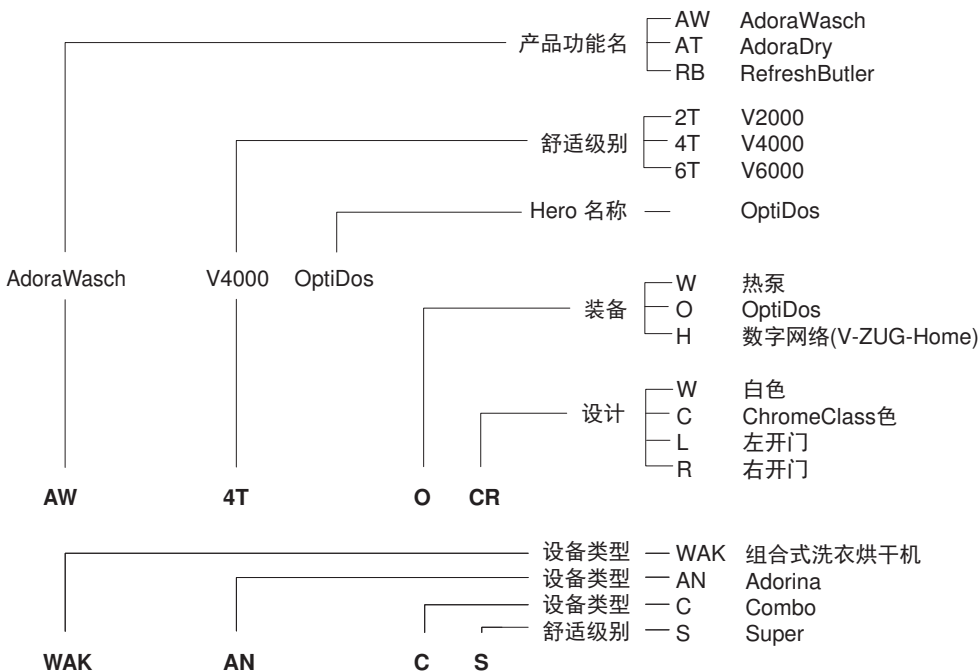 AW AdoraWasch
产品功能名 AT AdoraDry
RB RefreshButler
2T V2000
舒适级别 4T V4000
6T V6000
Hero 名称 OptiDos
AdoraWasch V4000 OptiDos
W 热泵
装备 O OptiDos
H 数字网络(V-ZUG-Home)
W 白色
设计 C ChromeClass色
L 左开门
R 右开门
AW 4T O CR
设备类型 WAK 组合式洗衣烘干机
设备类型 AN Adorina
设备类型 C Combo
舒适级别 S Super
WAK AN C S